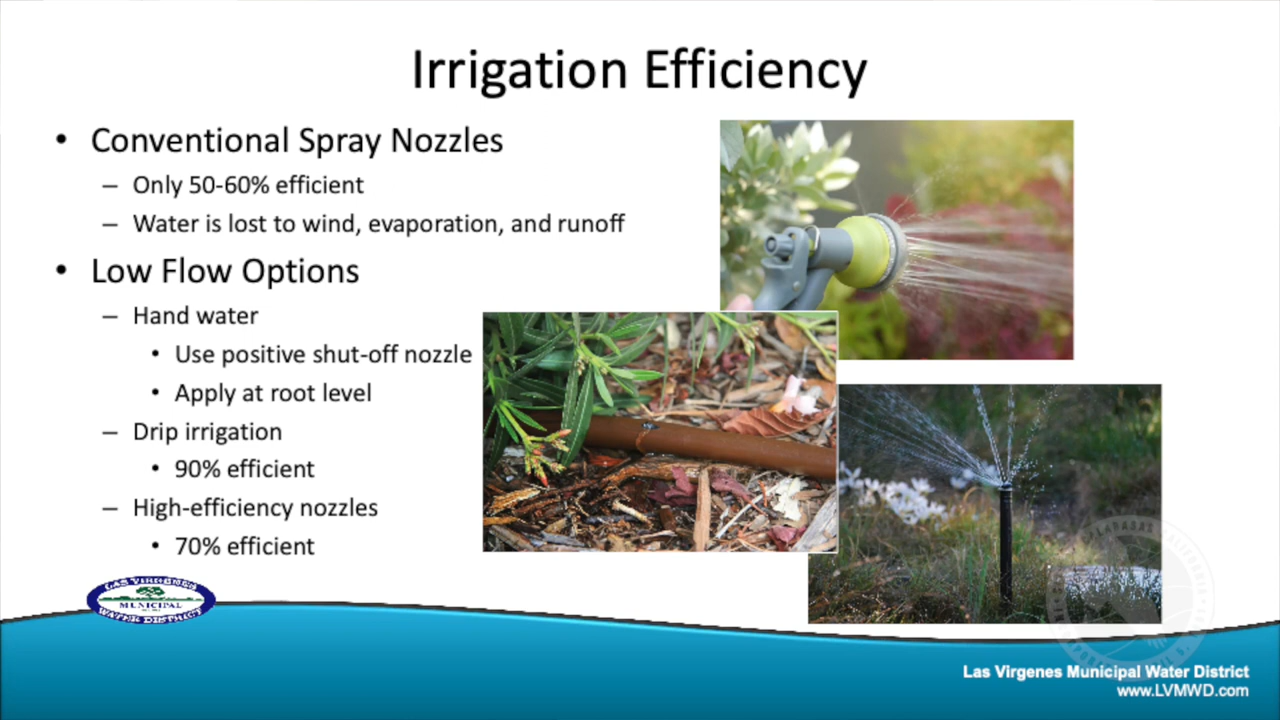 Irrigation Efficiency
• Conventional Spray Nozzles
– Only 50-60% efficient
– Water is lost to wind, evaporation, and runoff
• Low Flow Options
– Hand water
• Use positive shut-off nozzle
• Apply at root level
– Drip irrigation
• 90% efficient
– High-efficiency nozzles
• 70% efficient
LAS VIRGENES
MUNICIPAL
WATER DISTRICT
Las Virgenes Municipal Water District
www.LVMWD.com